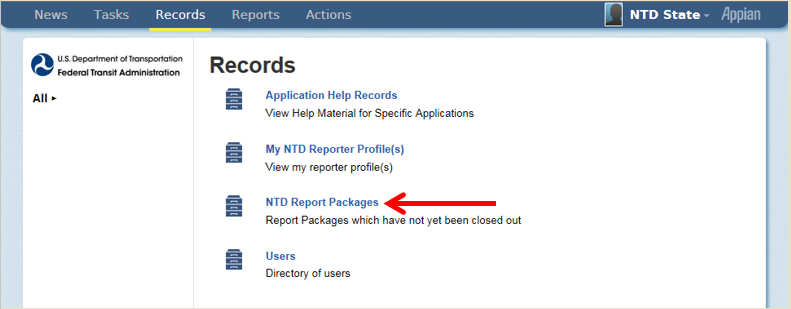 News Tasks Records Reports Actions NTD State Appian
U.S. Department of Transportation
Federal Transit Administration
All
Records
Application Help Records
View Help Material for Specific Applications
My NTD Reporter Profile(s)
View my reporter profile(s)
NTD Report Packages
Report Packages which have not yet been closed out
Users
Directory of users